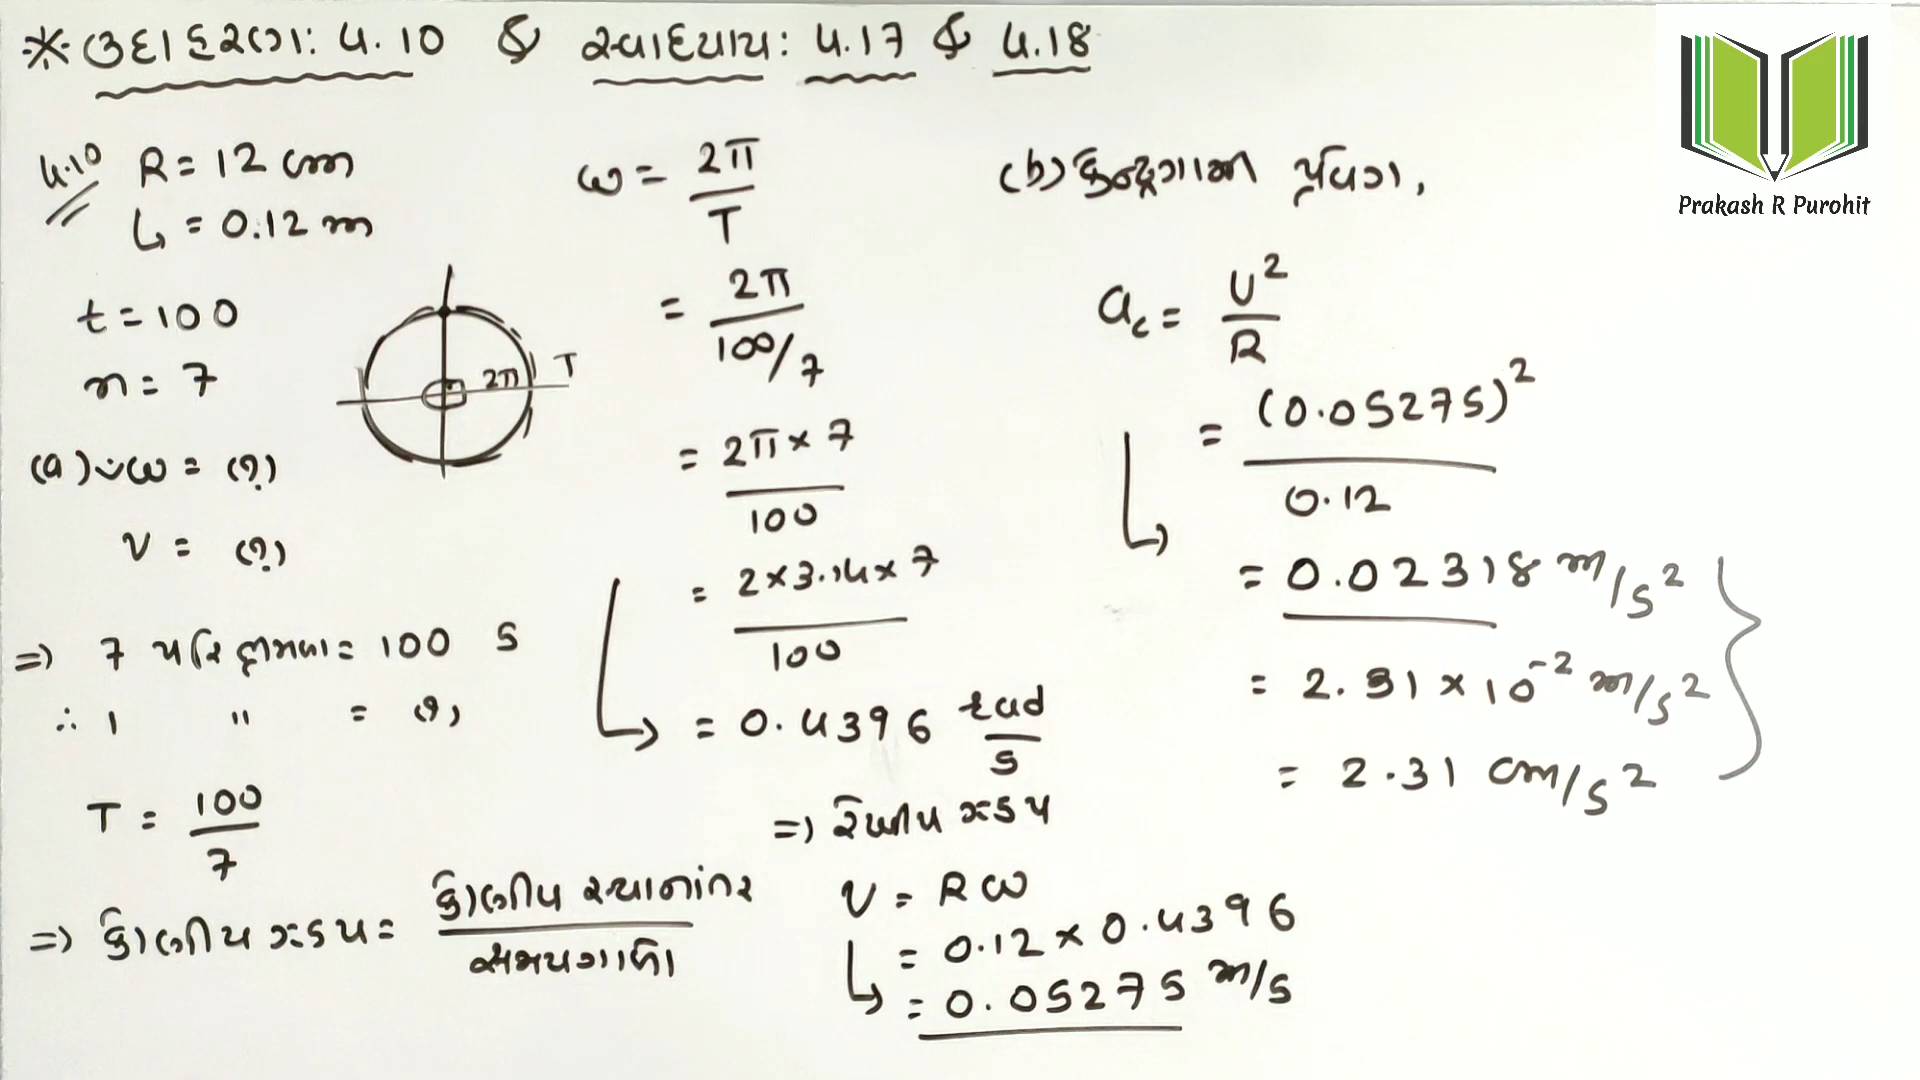 * ઉદાહરણ: 4.10 & સ્વાધ્યાય: 4.17 & 4.18
Prakash R Purohit
4.10 R = 12 cm
↳ = 0.12 m
t = 100
n = 7
2π T
(a) ω = (?)
v = (?)
⇒ 7 પરિભ્રમણ = 100 s
∴ 1 " = (?)
T = 100/7
⇒ કોણીય ઝડપ = કોણીય સ્થાનાંતર / સમયગાળો
ω = 2π/T
= 2π / 100/7
= 2π × 7 / 100
= 2 × 3.14 × 7 / 100
= 0.4396 rad/s
⇒ રેખીય ઝડપ
v = Rω
= 0.12 × 0.4396
= 0.05275 m/s
(b) કેન્દ્રગામી પ્રવેગ,
ac = v²/R
= (0.05275)² / 0.12
= 0.02318 m/s²
= 2.31 × 10⁻² m/s²
= 2.31 cm/s²